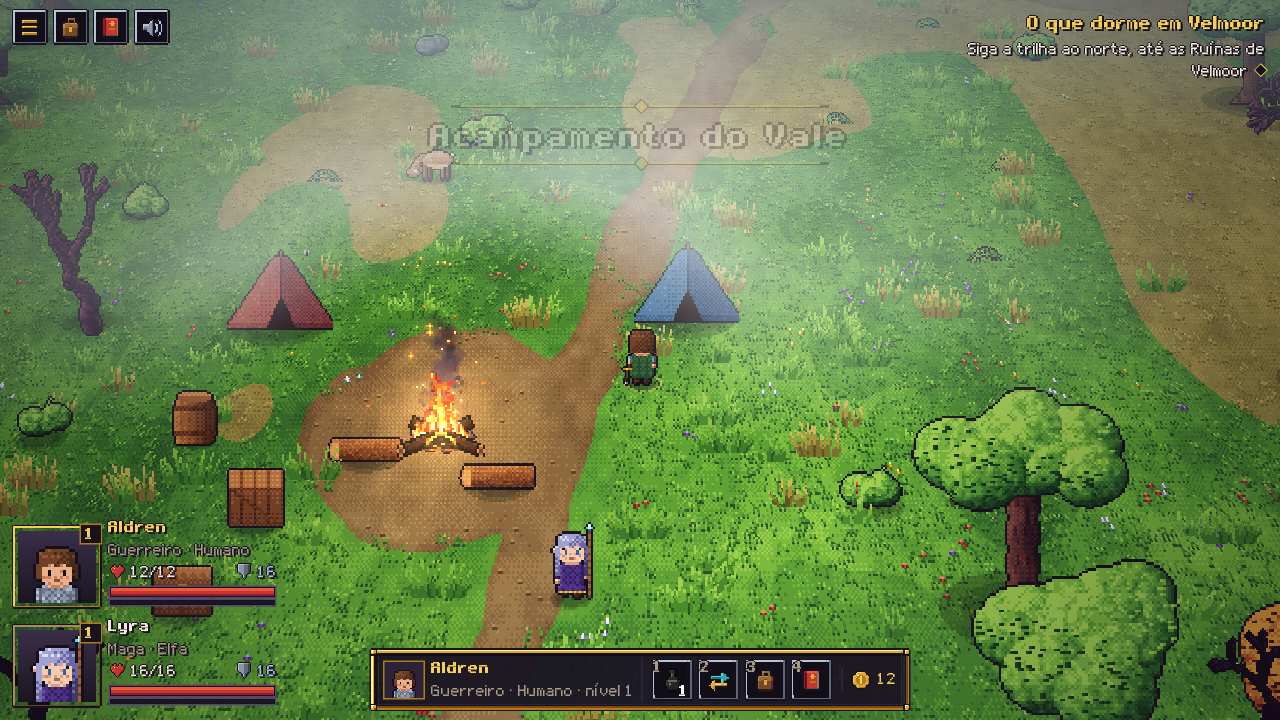 O que dorme em Velmoor
Siga a trilha ao norte, até as Ruínas de
Velmoor
Acampamento do Vale
1
Aldren
Guerreiro · Humano
12/12
16
1
Lyra
Maga · Elfa
16/16
16
Aldren
Guerreiro · Humano · nível 1
1
1
2
3
4
12